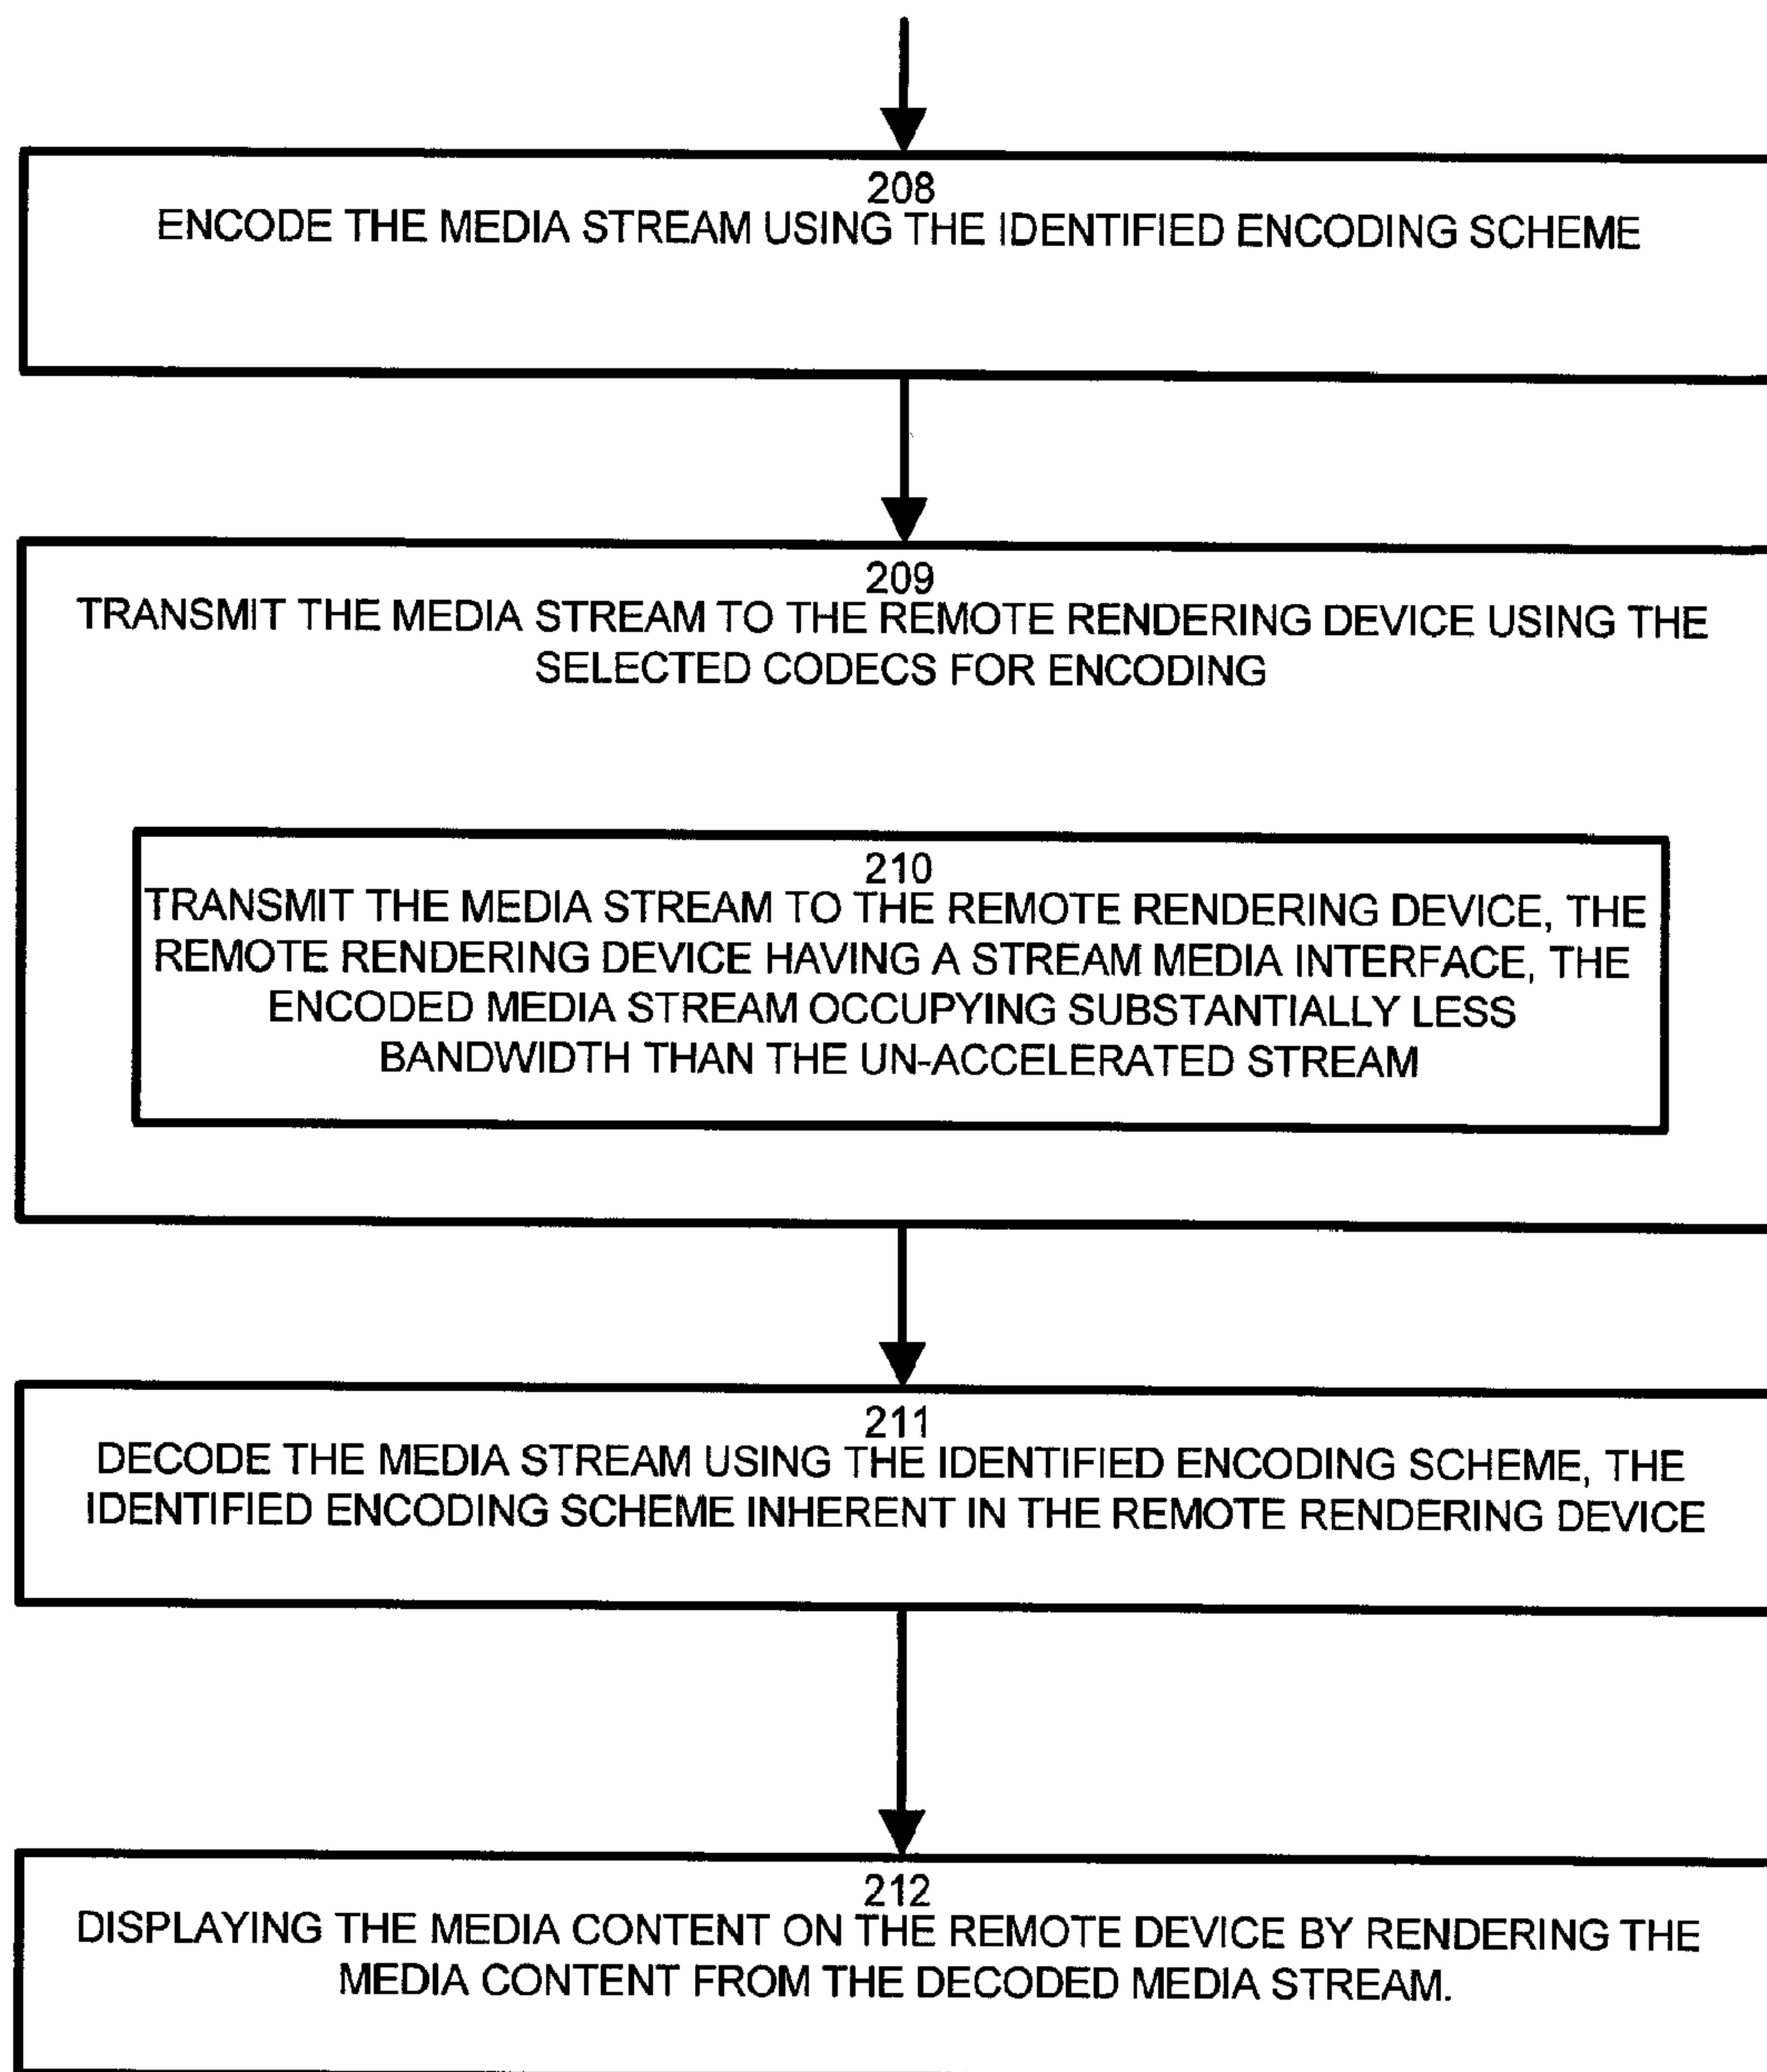 208
ENCODE THE MEDIA STREAM USING THE IDENTIFIED ENCODING SCHEME
209
TRANSMIT THE MEDIA STREAM TO THE REMOTE RENDERING DEVICE USING THE
SELECTED CODECS FOR ENCODING
210
TRANSMIT THE MEDIA STREAM TO THE REMOTE RENDERING DEVICE, THE
REMOTE RENDERING DEVICE HAVING A STREAM MEDIA INTERFACE, THE
ENCODED MEDIA STREAM OCCUPYING SUBSTANTIALLY LESS
BANDWIDTH THAN THE UN-ACCELERATED STREAM
211
DECODE THE MEDIA STREAM USING THE IDENTIFIED ENCODING SCHEME, THE
IDENTIFIED ENCODING SCHEME INHERENT IN THE REMOTE RENDERING DEVICE
212
DISPLAYING THE MEDIA CONTENT ON THE REMOTE DEVICE BY RENDERING THE
MEDIA CONTENT FROM THE DECODED MEDIA STREAM.